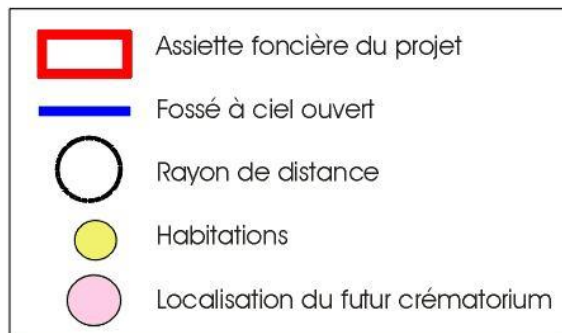 Assiette foncière du projet
Fossé à ciel ouvert
Rayon de distance
Habitations
Localisation du futur crématorium